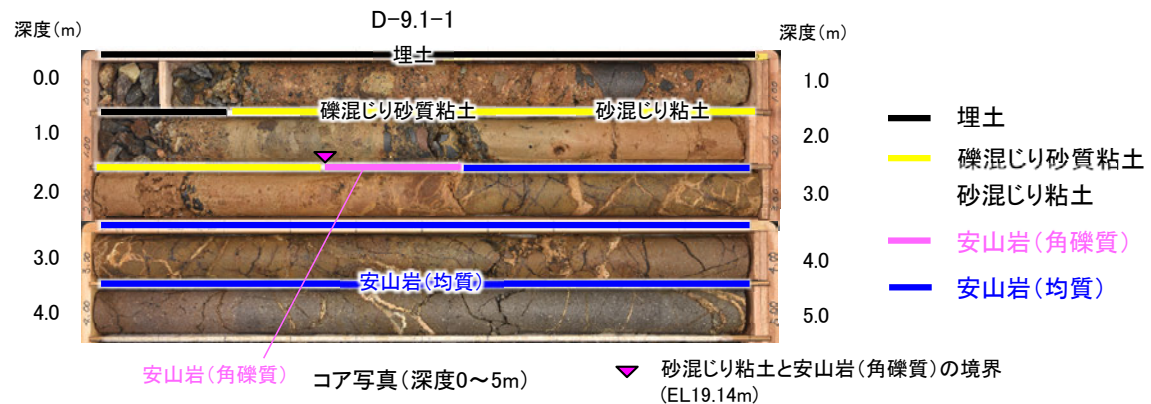 D-9.1-1
深度(m)
深度(m)
埋土
0.0
1.0
礫混じり砂質粘土
砂混じり粘土
1.0
2.0
2.0
3.0
3.0
4.0
安山岩(均質)
4.0
5.0
埋土
礫混じり砂質粘土
砂混じり粘土
安山岩(角礫質)
安山岩(均質)
安山岩(角礫質)
コア写真(深度0~5m)
砂混じり粘土と安山岩(角礫質)の境界
(EL19.14m)